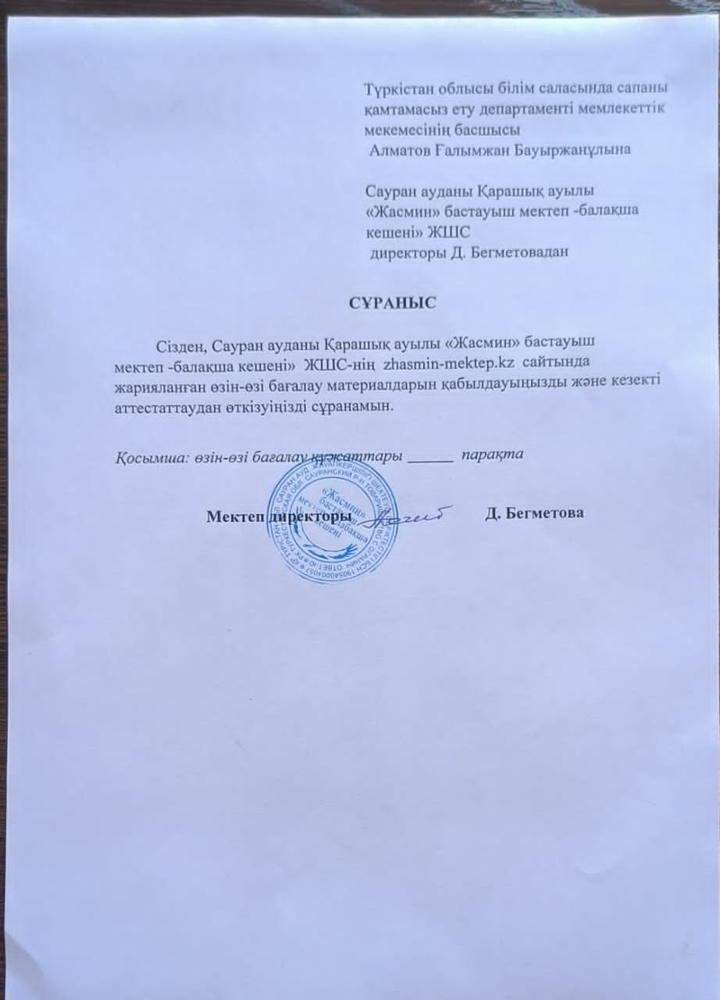 Түркістан облысы білім саласында сапаны
қамтамасыз ету департаменті мемлекеттік
мекемесінің басшысы
Алматов Ғалымжан Бауыржанұлына
Сауран ауданы Қарашық ауылы
«Жасмин» бастауыш мектеп -балақша
кешені» ЖШС
директоры Д. Бегметовадан
СҰРАНЫС
Сізден, Сауран ауданы Қарашық ауылы «Жасмин» бастауыш
мектеп -балақша кешені» ЖШС-нің zhasmin-mektep.kz сайтында
жарияланған өзін-өзі бағалау материалдарын қабылдауыңызды және кезекті
аттестаттаудан өткізуіңізді сұранамын.
Қосымша: өзін-өзі бағалау құжаттары ______ парақта
Мектеп директоры Д. Бегметова
«Жасмин»
бастауыш
мектеп-балабақша
кешені